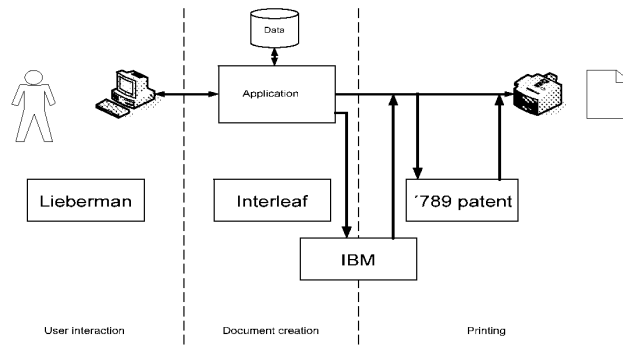 Data
Application
Lieberman
Interleaf
´789 patent
IBM
User interaction
Document creation
Printing